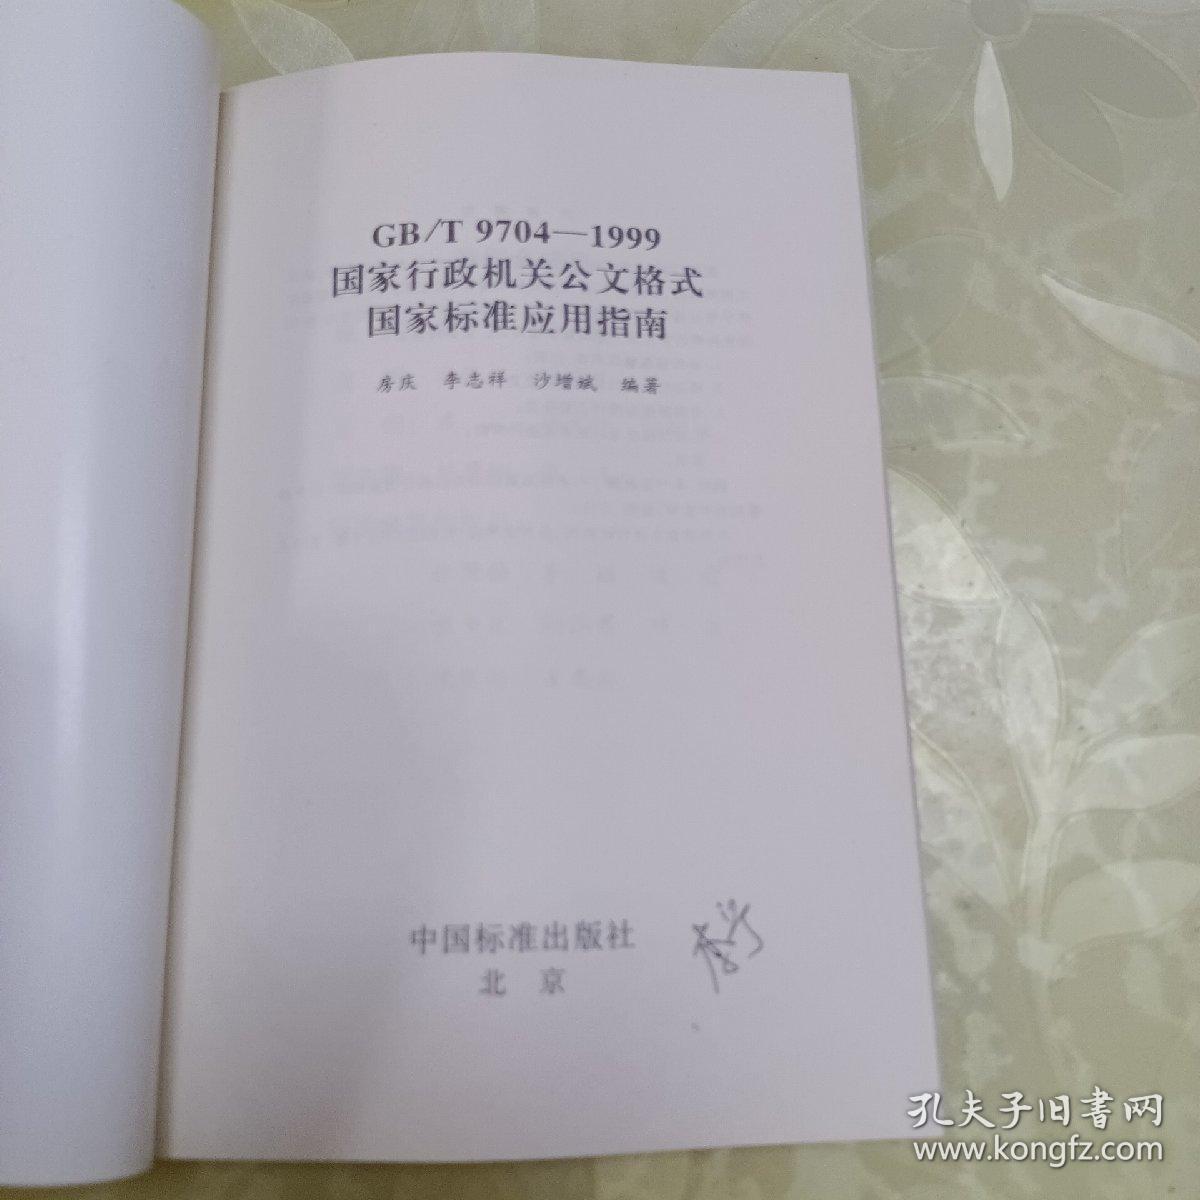 GB/T 9704—1999
国家行政机关公文格式
国家标准应用指南
房庆 李志祥 沙增斌 编著
中国标准出版社
北 京
孔夫子旧书网
www.kongfz.com